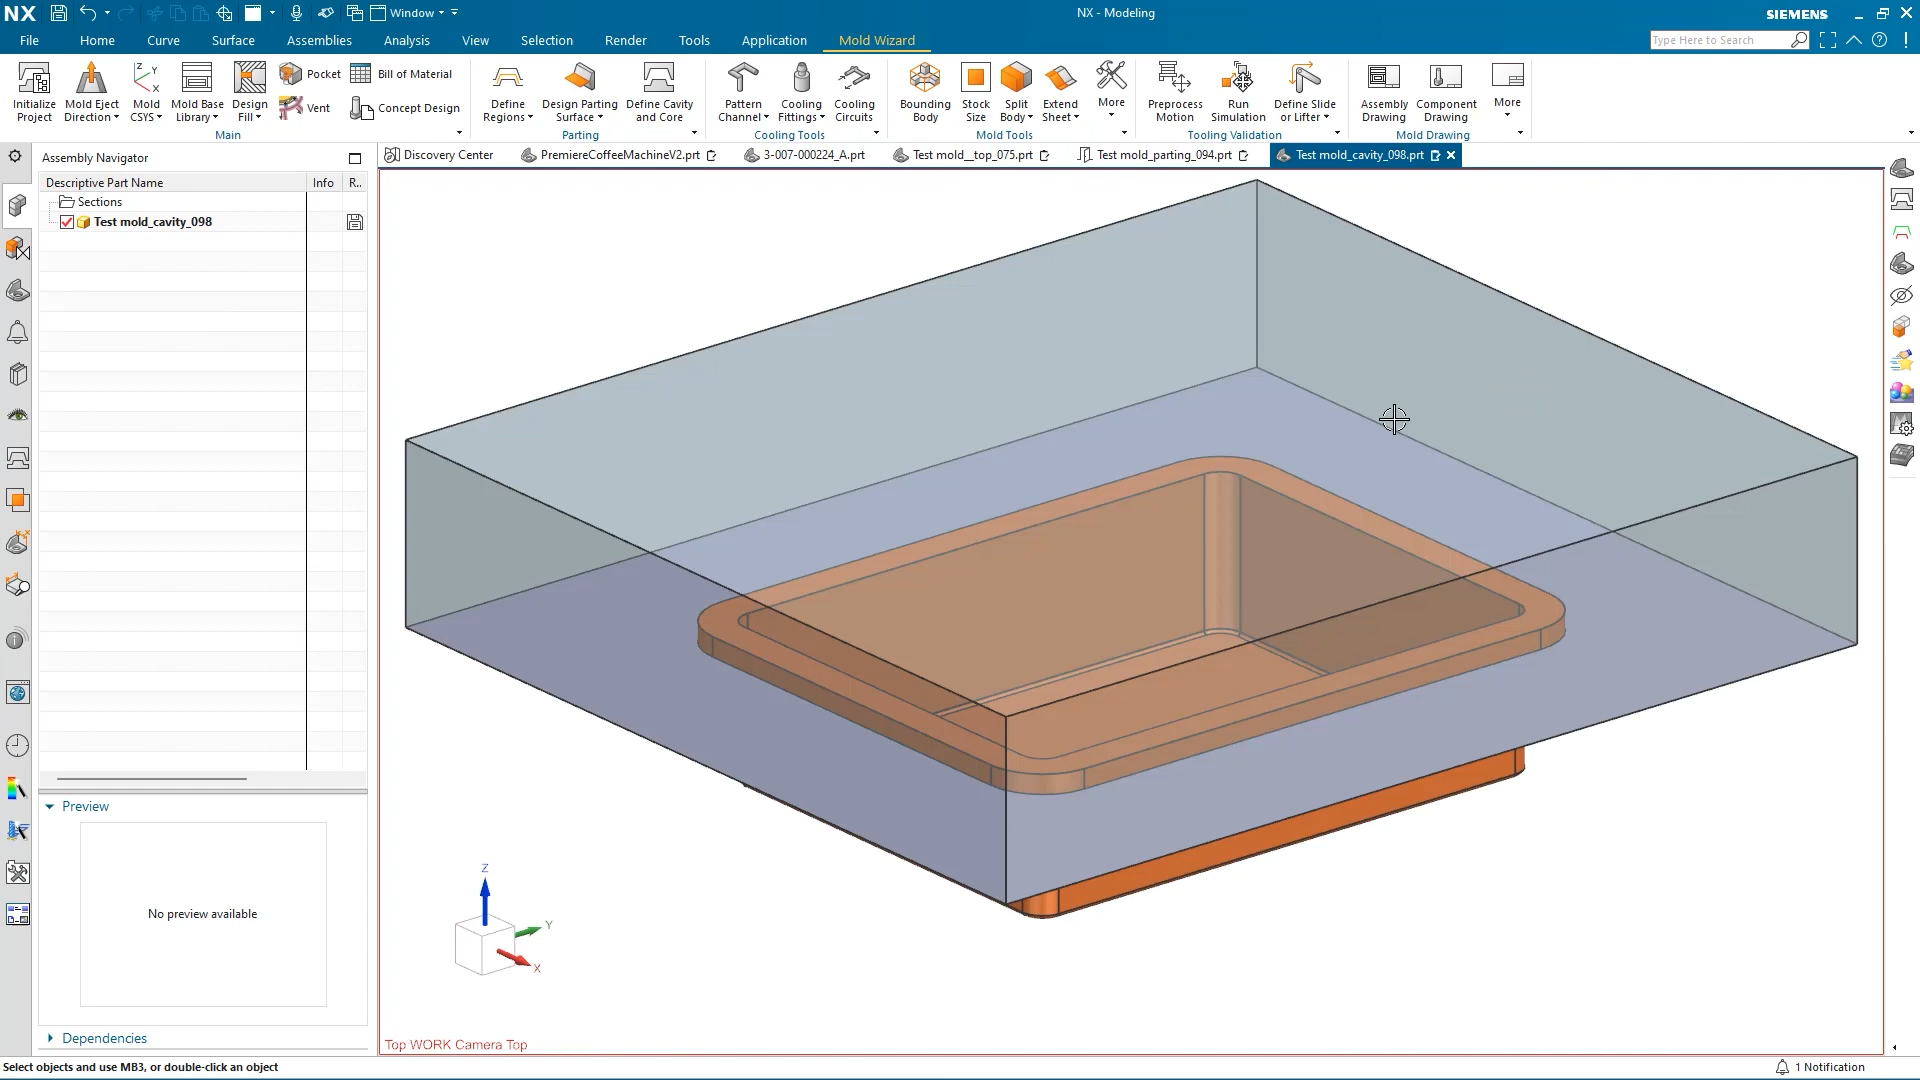 NX
Window
NX - Modeling
SIEMENS
File
Home
Curve
Surface
Assemblies
Analysis
View
Selection
Render
Tools
Application
Mold Wizard
Type Here to Search
Initialize Project
Mold Eject Direction
Mold CSYS
Mold Base Library
Design Fill
Pocket
Vent
Bill of Material
Concept Design
Main
Define Regions
Design Parting Surface
Define Cavity and Core
Parting
Pattern Channel
Cooling Fittings
Cooling Circuits
Cooling Tools
Bounding Body
Stock Size
Split Body
Extend Sheet
More
Mold Tools
Preprocess Motion
Run Simulation
Define Slide or Lifter
Tooling Validation
Assembly Drawing
Component Drawing
More
Mold Drawing
Assembly Navigator
Discovery Center
PremiereCoffeeMachineV2.prt
3-007-000224_A.prt
Test mold__top_075.prt
Test mold_parting_094.prt
Test mold_cavity_098.prt
Descriptive Part Name
Info
R..
Sections
Test mold_cavity_098
Preview
No preview available
Dependencies
Z
Y
X
Top WORK Camera Top
Select objects and use MB3, or double-click an object
1 Notification